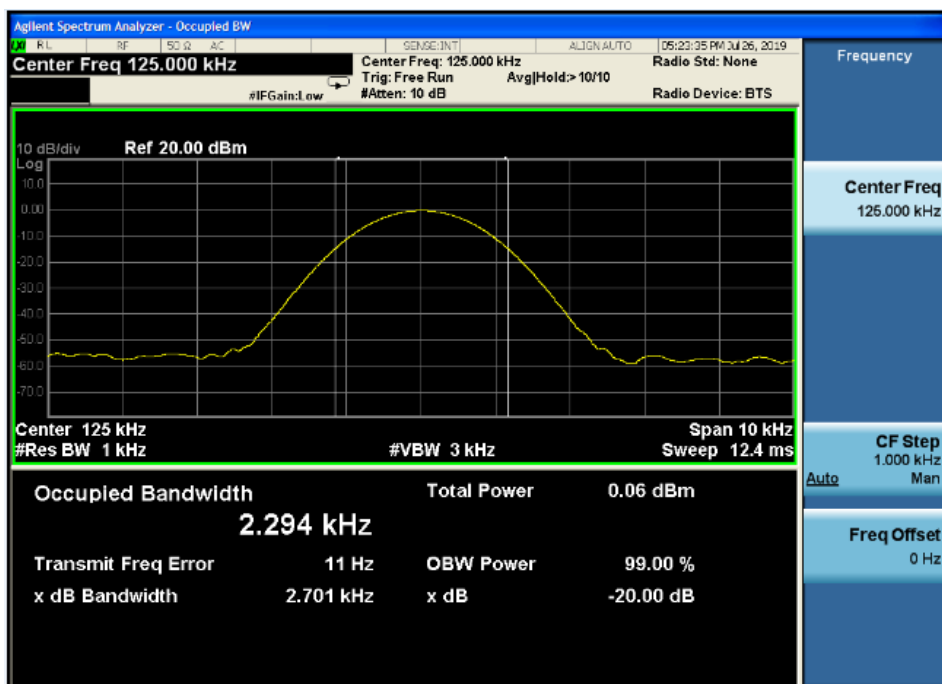 Agilent Spectrum Analyzer - Occupied BW
RL RF 50 Ω AC SENSE:INT ALIGN AUTO 05:23:35 PM Jul 26, 2019
Center Freq 125.000 kHz
Center Freq: 125.000 kHz
Radio Std: None
Trig: Free Run
Avg|Hold:> 10/10
#IFGain:Low
#Atten: 10 dB
Radio Device: BTS
10 dB/div
Ref 20.00 dBm
Log
10.0
0.00
-10.0
-20.0
-30.0
-40.0
-50.0
-60.0
-70.0
Center 125 kHz
Span 10 kHz
#Res BW 1 kHz
#VBW 3 kHz
Sweep 12.4 ms
Occupied Bandwidth
Total Power 0.06 dBm
2.294 kHz
Transmit Freq Error 11 Hz
OBW Power 99.00 %
x dB Bandwidth 2.701 kHz
x dB -20.00 dB
Frequency
Center Freq
125.000 kHz
CF Step
1.000 kHz
Auto Man
Freq Offset
0 Hz